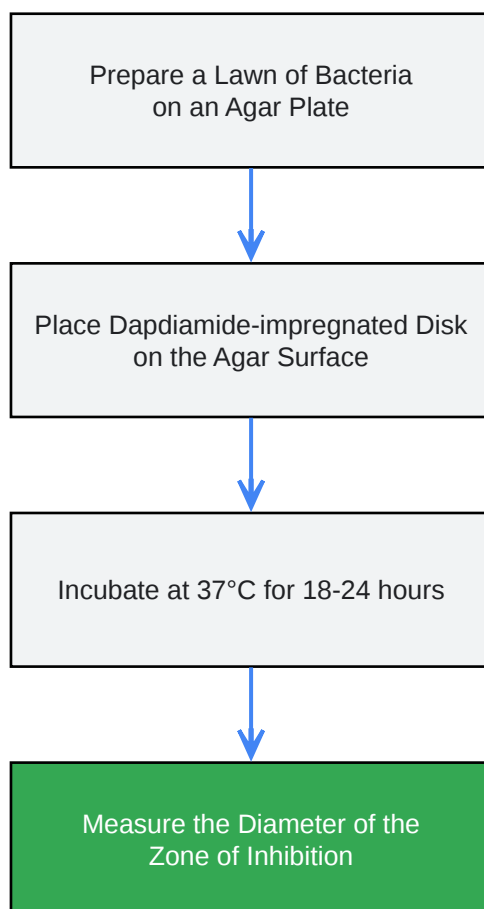 Prepare a Lawn of Bacteria
on an Agar Plate
Place Dapdiamide-impregnated Disk
on the Agar Surface
Incubate at 37°C for 18-24 hours
Measure the Diameter of the
Zone of Inhibition